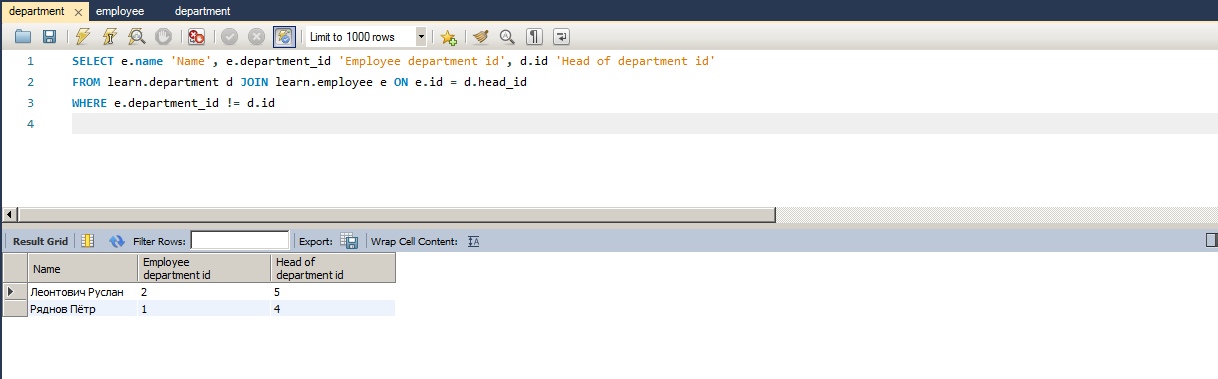 department employee department
Limit to 1000 rows
1 SELECT e.name 'Name', e.department_id 'Employee department id', d.id 'Head of department id'
2 FROM learn.department d JOIN learn.employee e ON e.id = d.head_id
3 WHERE e.department_id != d.id
4
Result Grid Filter Rows: Export: Wrap Cell Content:
Name Employee department id Head of department id
Леонтович Руслан 2 5
Ряднов Пётр 1 4